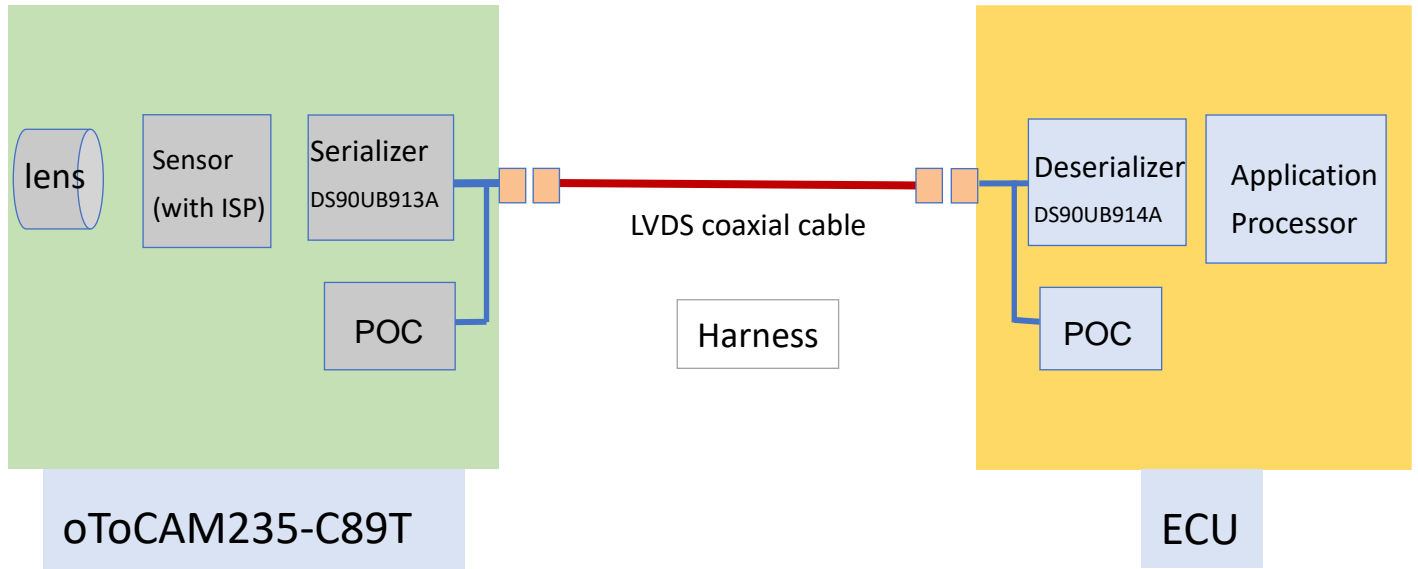 lens
Sensor
(with ISP)
Serializer
DS90UB913A
POC
LVDS coaxial cable
Harness
Deserializer
DS90UB914A
Application
Processor
POC
oToCAM235-C89T
ECU